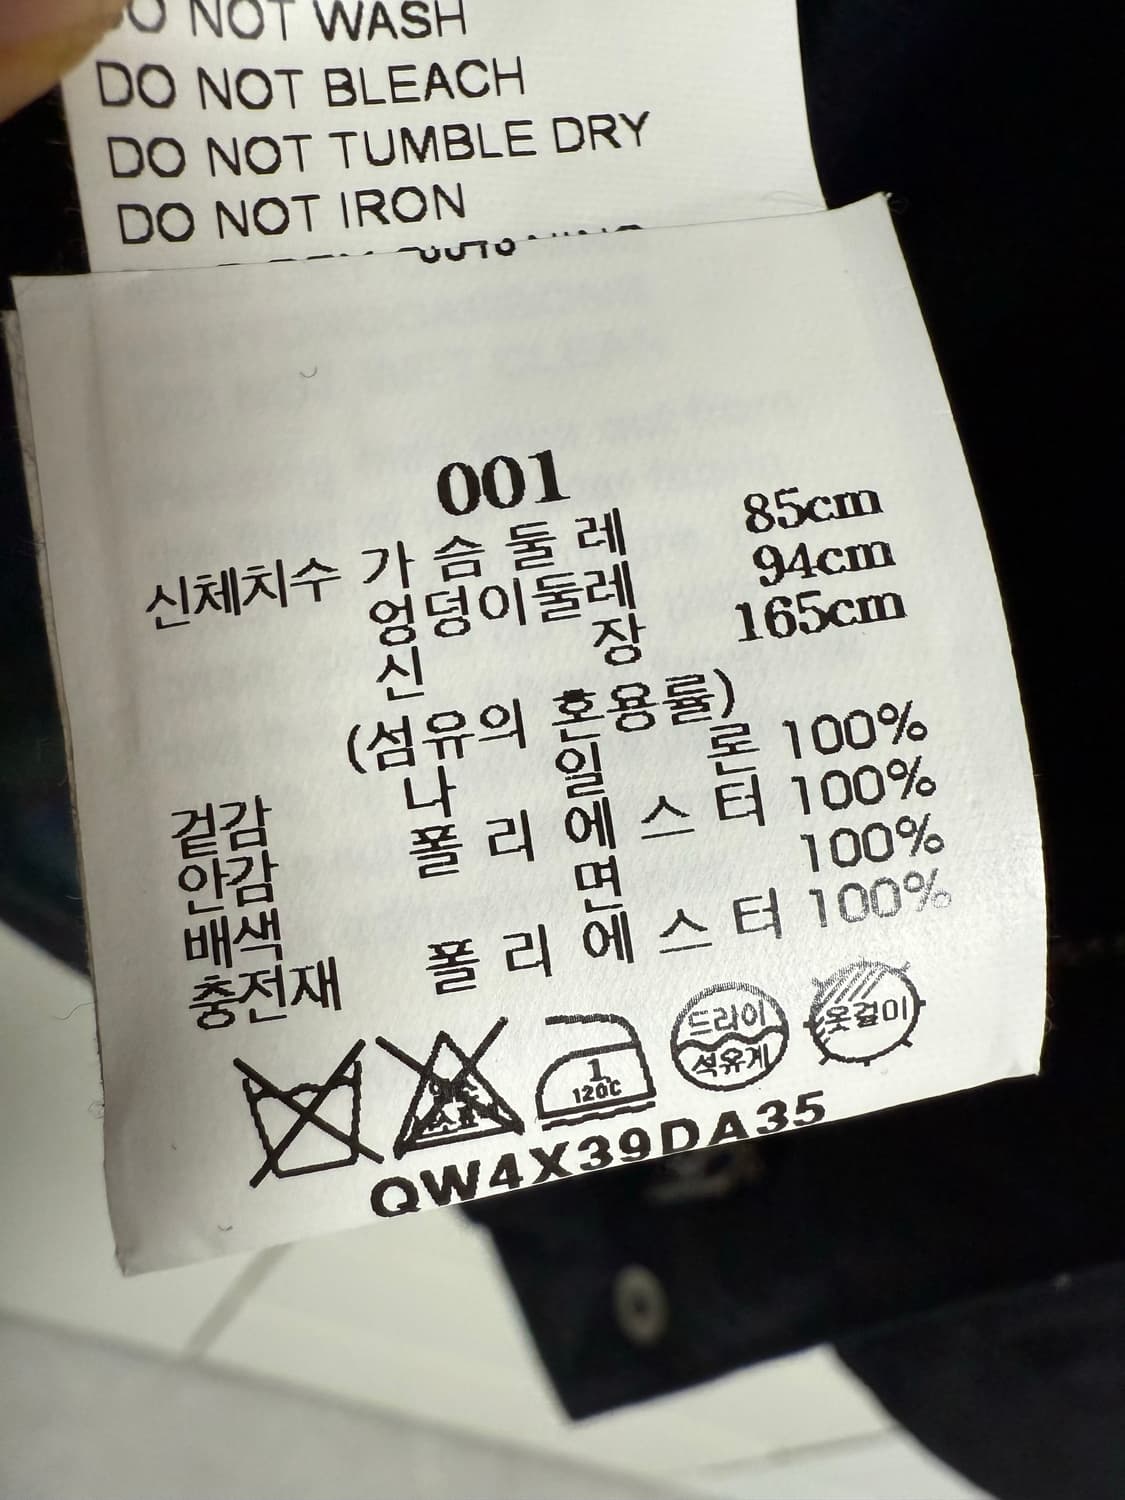 DO NOT WASH
DO NOT BLEACH
DO NOT TUMBLE DRY
DO NOT IRON
001
신체치수 가슴둘레 85cm
엉덩이둘레 94cm
신장 165cm
(섬유의 혼용률)
겉감 나일론 100%
안감 폴리에스터 100%
배색 면 100%
충전재 폴리에스터 100%
1
120℃
드라이
석유계
옷걸이
QW4X39DA35